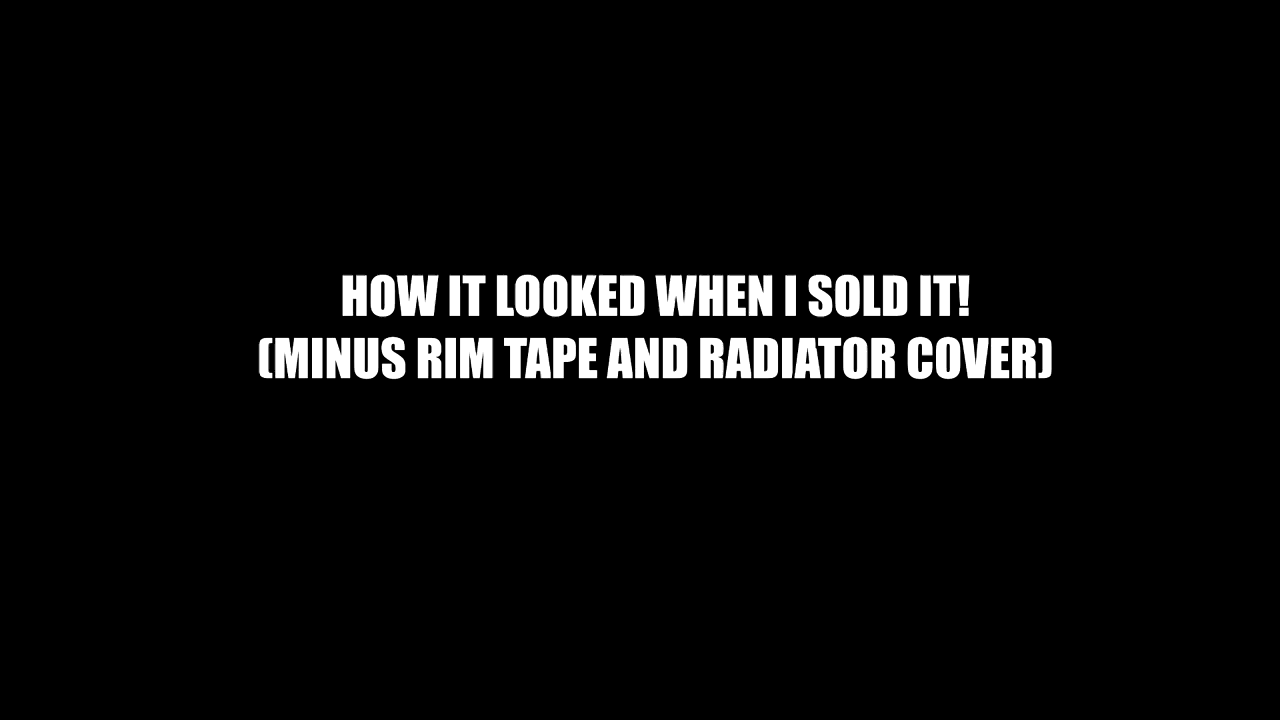 HOW IT LOOKED WHEN I SOLD IT!
(MINUS RIM TAPE AND RADIATOR COVER)